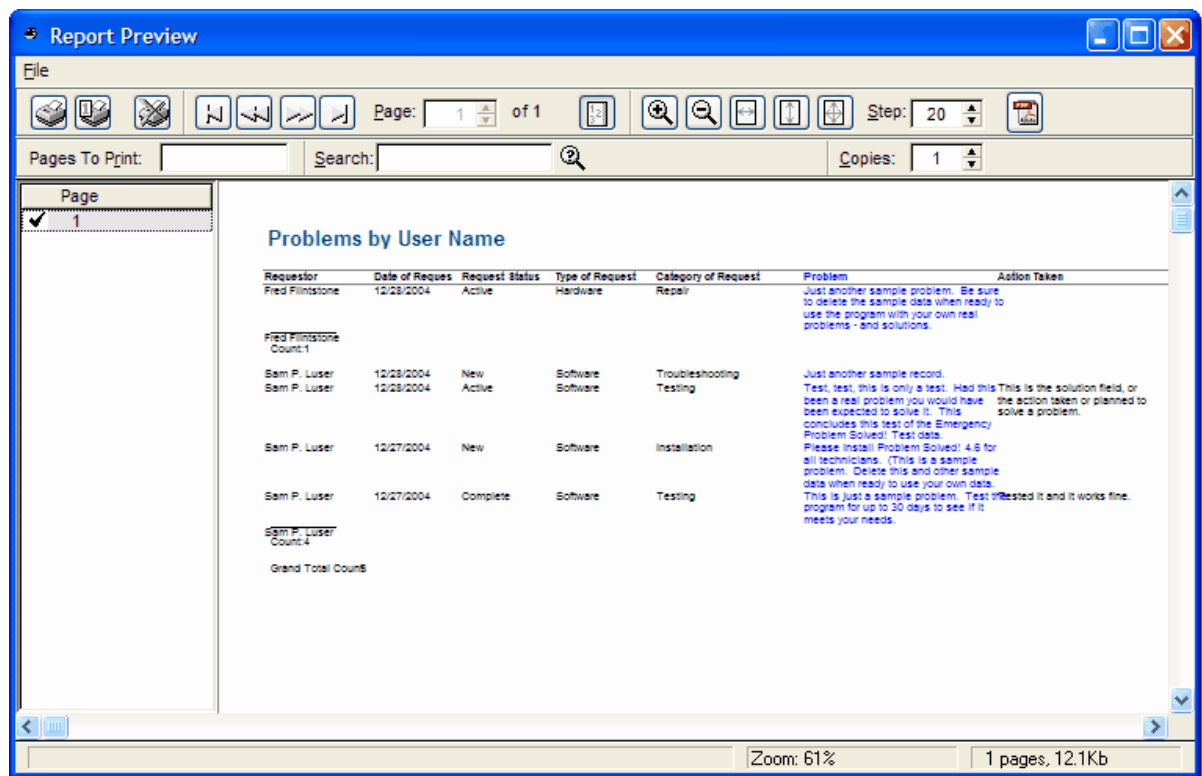 Report Preview
File
Page: 1 of 1 Step: 20
Pages To Print: Search: Copies: 1
Page
1
Problems by User Name
Requestor Date of Reques Request Status Type of Request Category of Request Problem Action Taken
Fred Flintstone 12/28/2004 Active Hardware Repair Just another sample problem. Be sure
to delete the sample data when ready to
use the program with your own real
problems - and solutions.
Fred Flintstone
Count:1
Sam P. Luser 12/28/2004 New Software Troubleshooting Just another sample record.
Sam P. Luser 12/28/2004 Active Software Testing Test, test, this is only a test. Had this This is the solution field, or
been a real problem you would have the action taken or planned to
been expected to solve it. This solve a problem.
concludes this test of the Emergency
Problem Solved! Test data.
Sam P. Luser 12/27/2004 New Software Installation Please install Problem Solved! 4.6 for
all technicians. (This is a sample
problem. Delete this and other sample
data when ready to use your own data.
Sam P. Luser 12/27/2004 Complete Software Testing This is just a sample problem. Test the Tested it and it works fine.
program for up to 30 days to see if it
meets your needs.
Sam P. Luser
Count:4
Grand Total Count:5
Zoom: 61% 1 pages, 12.1Kb